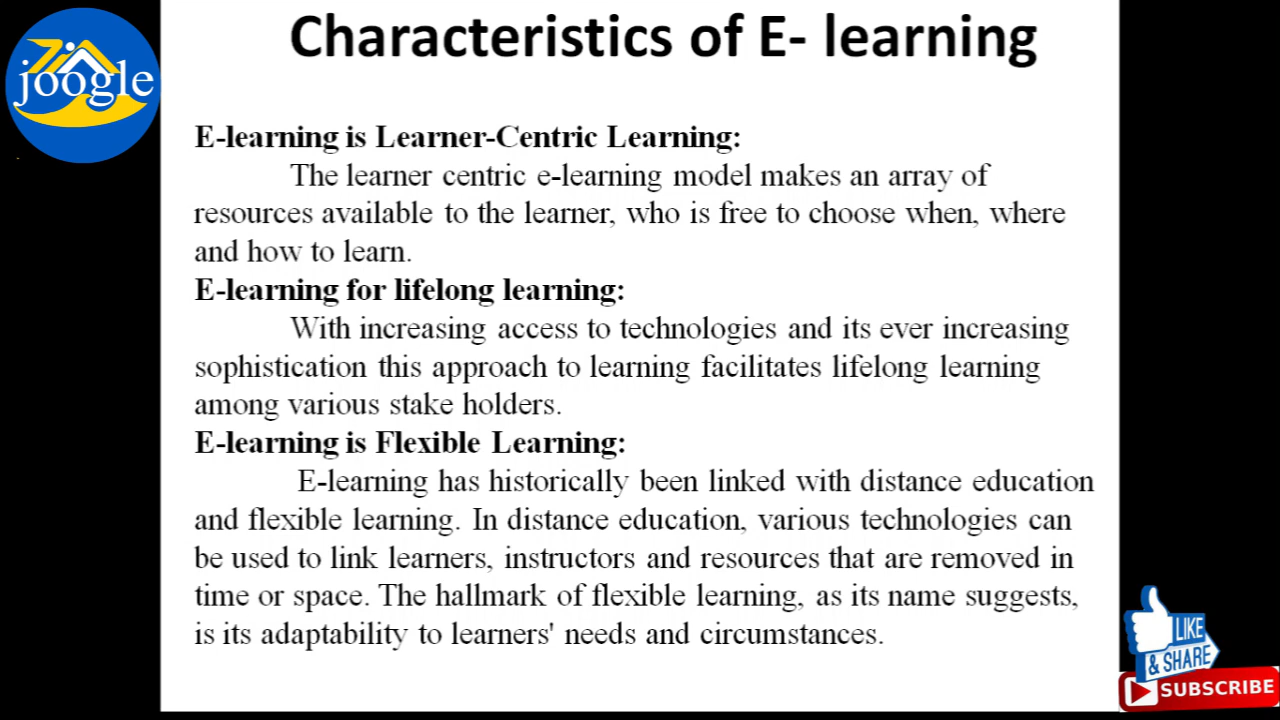 Characteristics of E- learning
joogle
E-learning is Learner-Centric Learning:
The learner centric e-learning model makes an array of
resources available to the learner, who is free to choose when, where
and how to learn.
E-learning for lifelong learning:
With increasing access to technologies and its ever increasing
sophistication this approach to learning facilitates lifelong learning
among various stake holders.
E-learning is Flexible Learning:
E-learning has historically been linked with distance education
and flexible learning. In distance education, various technologies can
be used to link learners, instructors and resources that are removed in
time or space. The hallmark of flexible learning, as its name suggests,
is its adaptability to learners' needs and circumstances.
LIKE
& SHARE
SUBSCRIBE